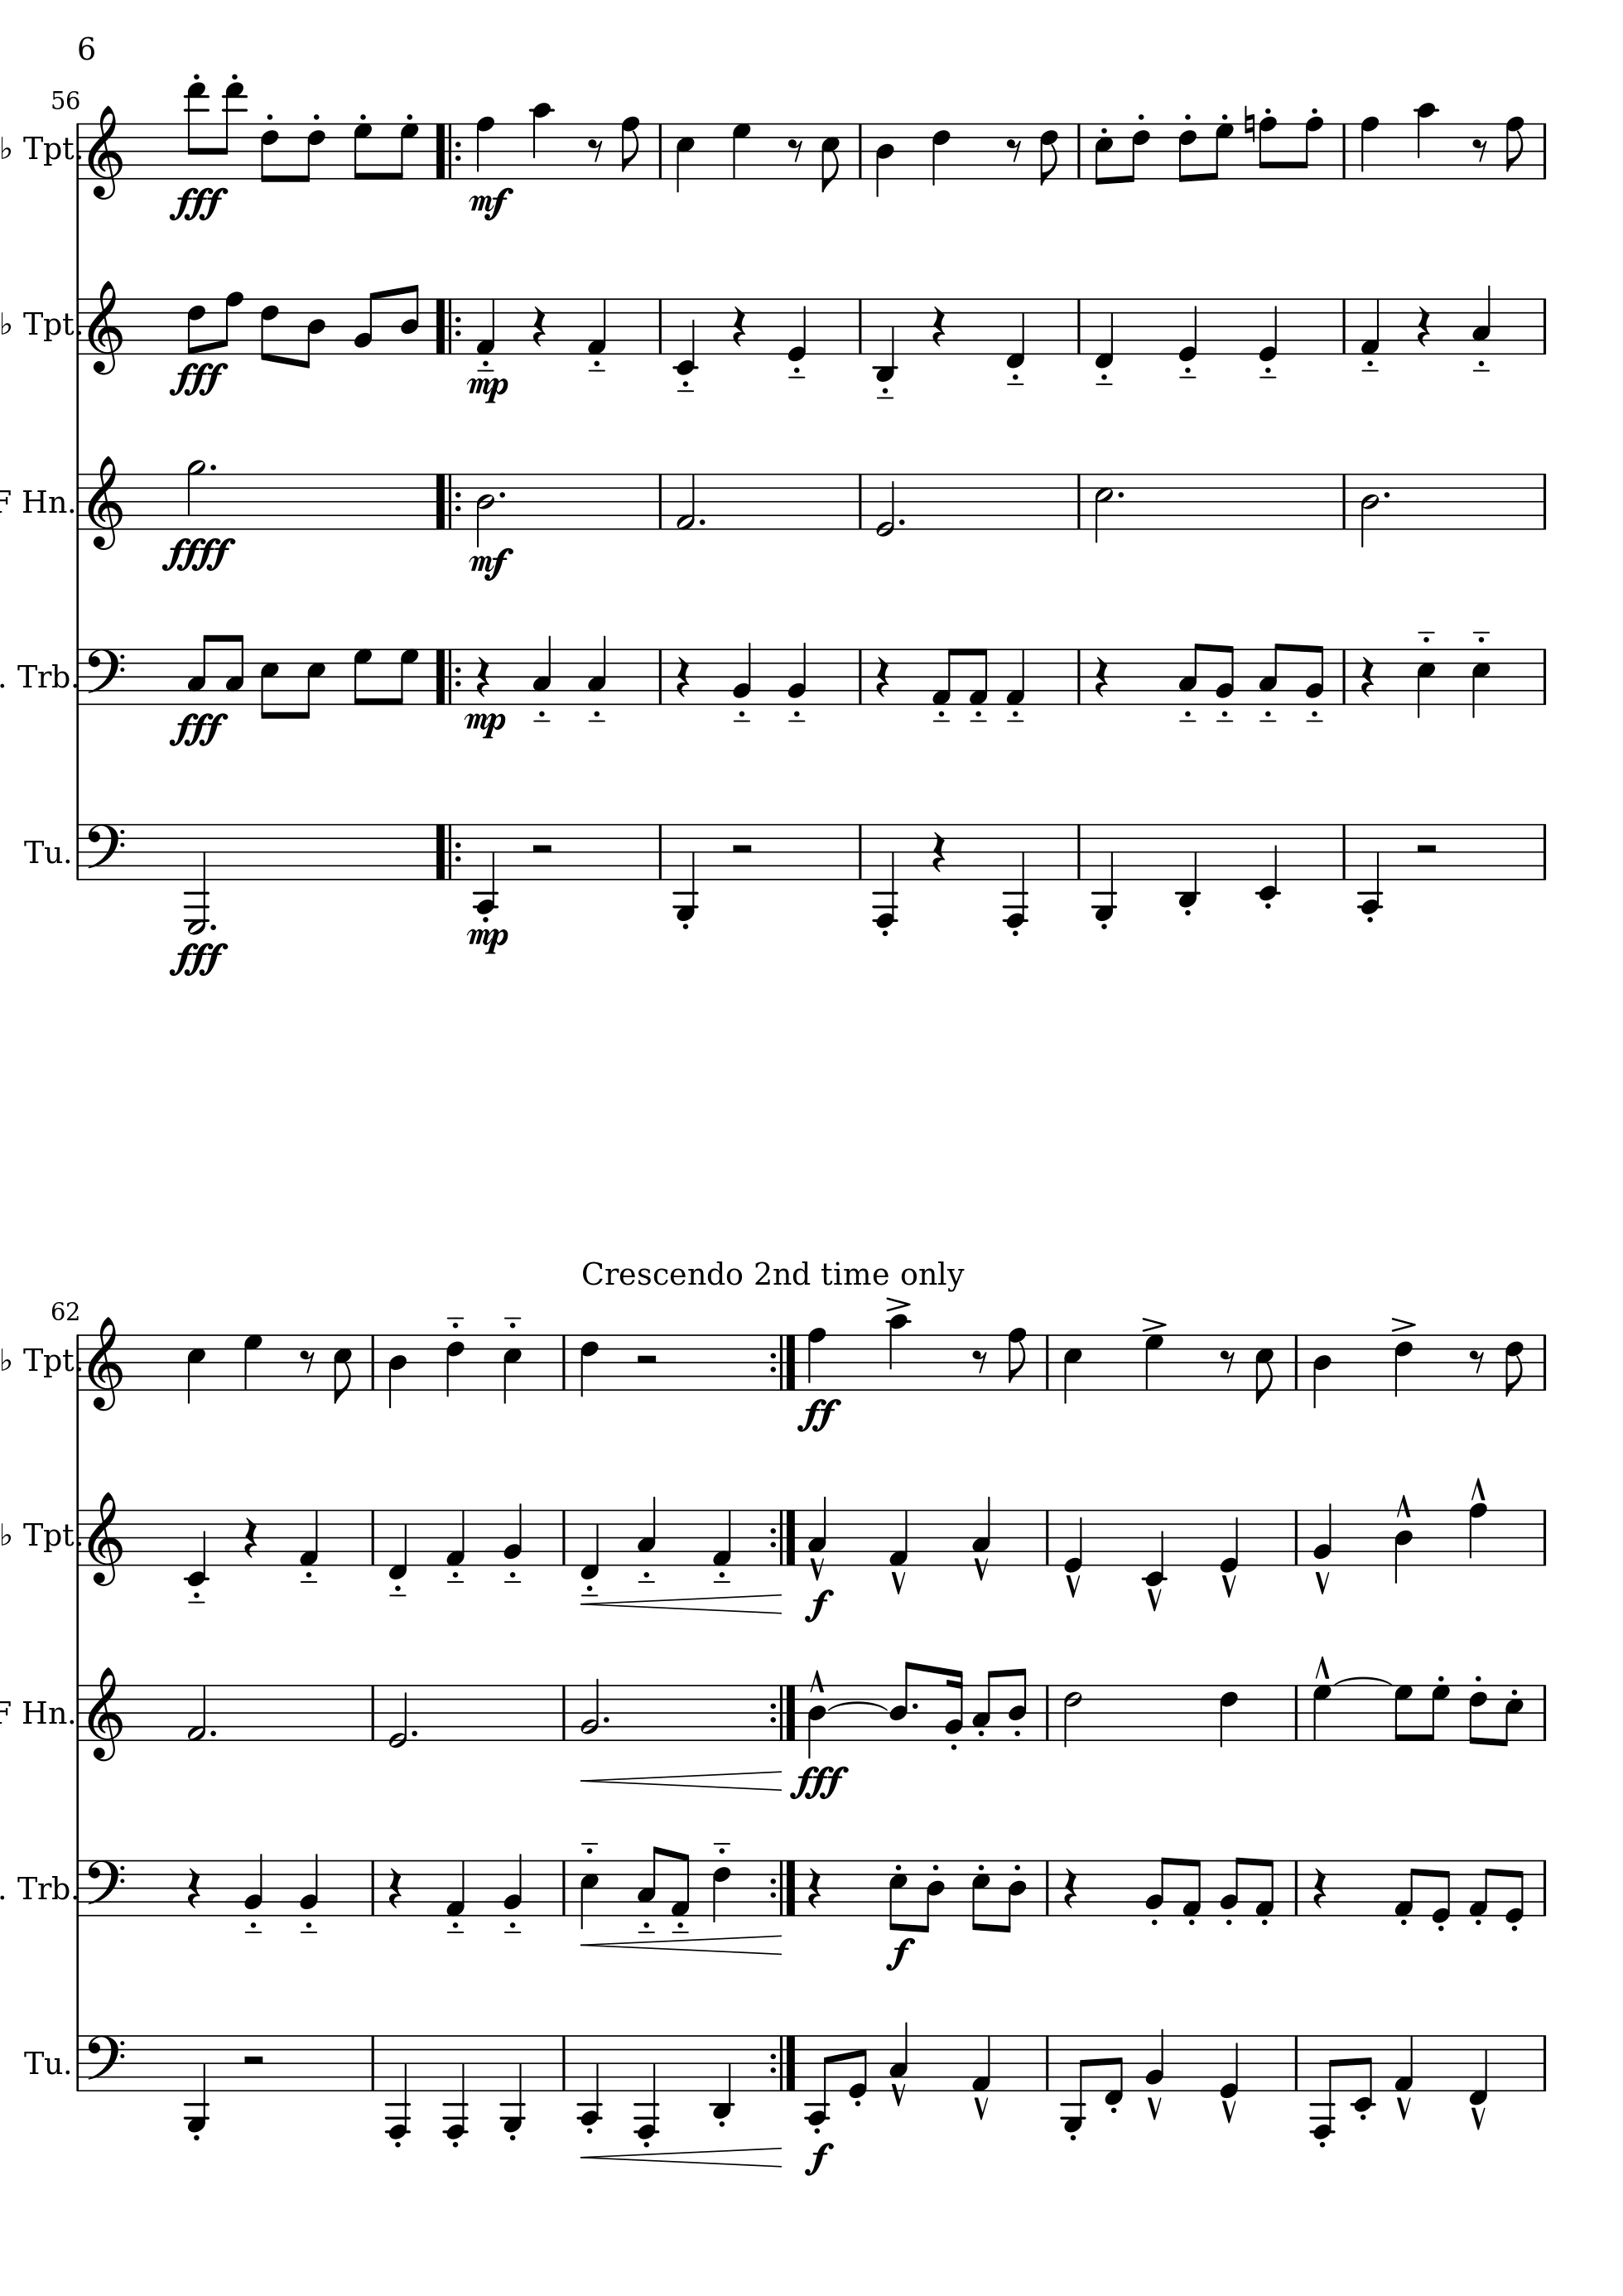 6
56
♭ Tpt.
fff
mf
♭ Tpt.
fff
mp
F Hn.
ffff
mf
. Trb.
fff
mp
Tu.
fff
mp
Crescendo 2nd time only
62
♭ Tpt.
ff
♭ Tpt.
f
F Hn.
fff
. Trb.
f
Tu.
f